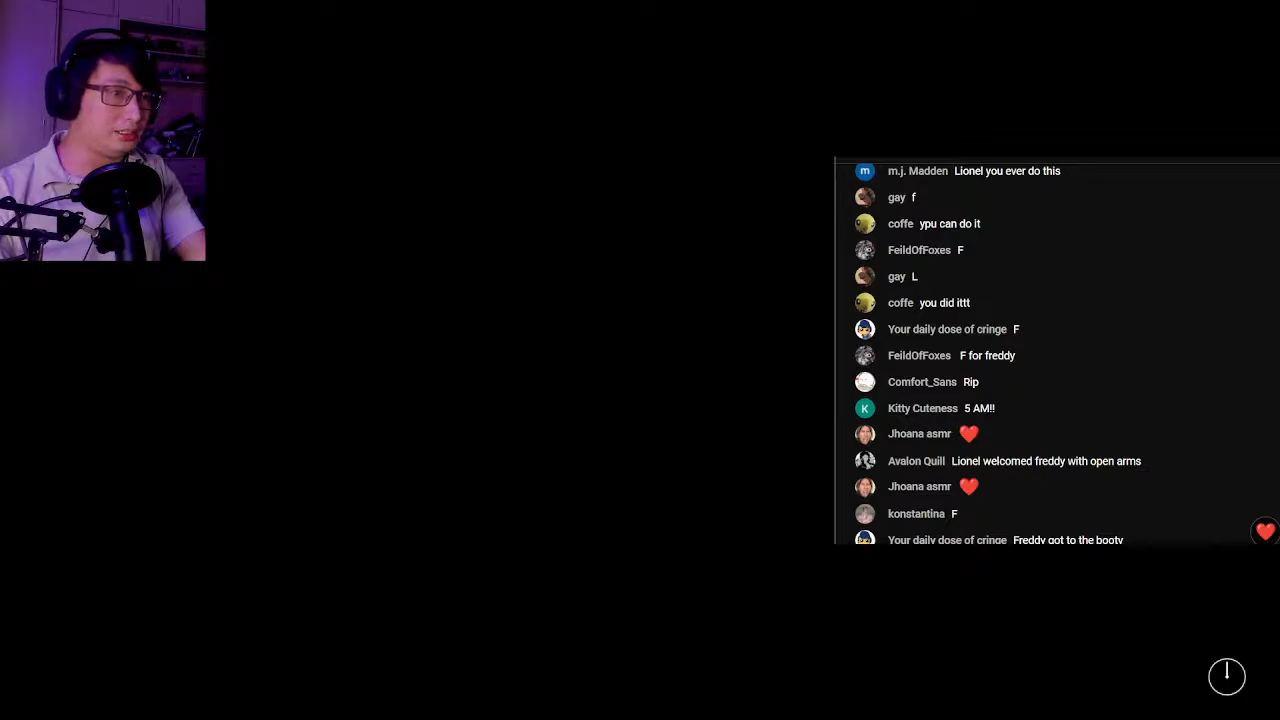 m m.j. Madden Lionel you ever do this
gay f
coffe ypu can do it
FeildOfFoxes F
gay L
coffe you did ittt
Your daily dose of cringe F
FeildOfFoxes F for freddy
Comfort_Sans Rip
K Kitty Cuteness 5 AM!!
Jhoana asmr ❤️
Avalon Quill Lionel welcomed freddy with open arms
Jhoana asmr ❤️
konstantina F
Your daily dose of cringe Freddy got to the booty